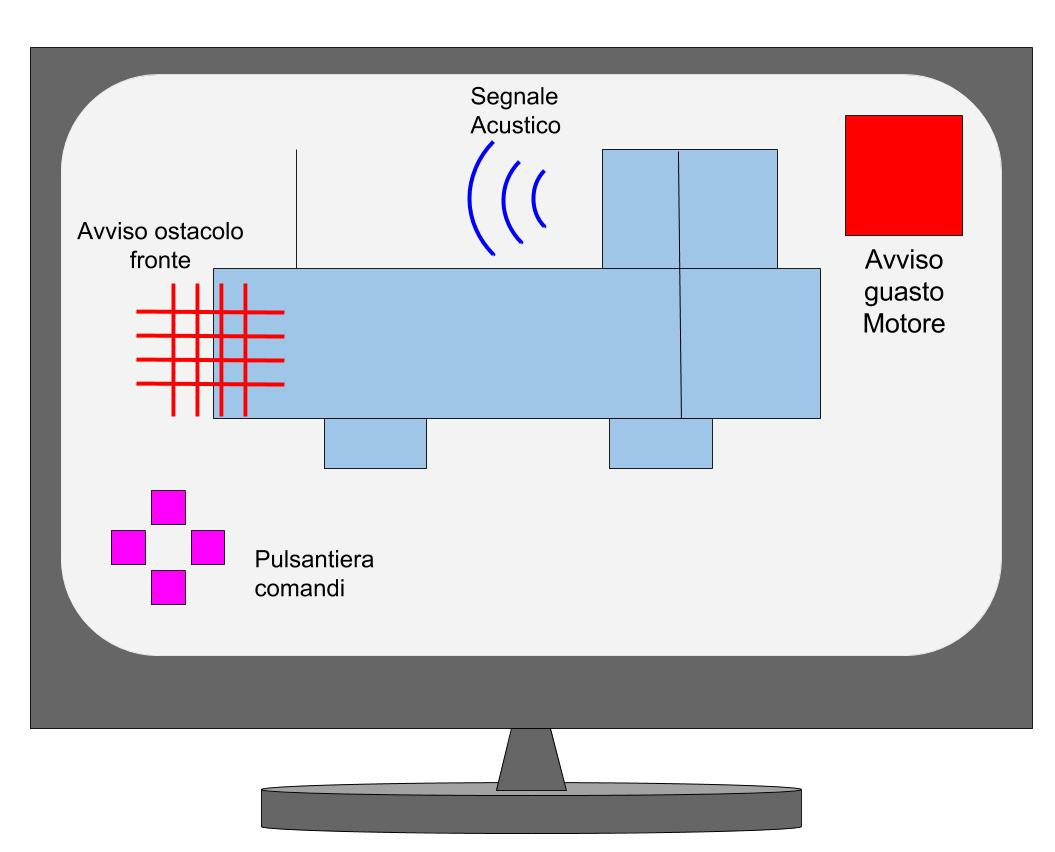 Segnale
Acustico
Avviso ostacolo
fronte
Avviso
guasto
Motore
Pulsantiera
comandi